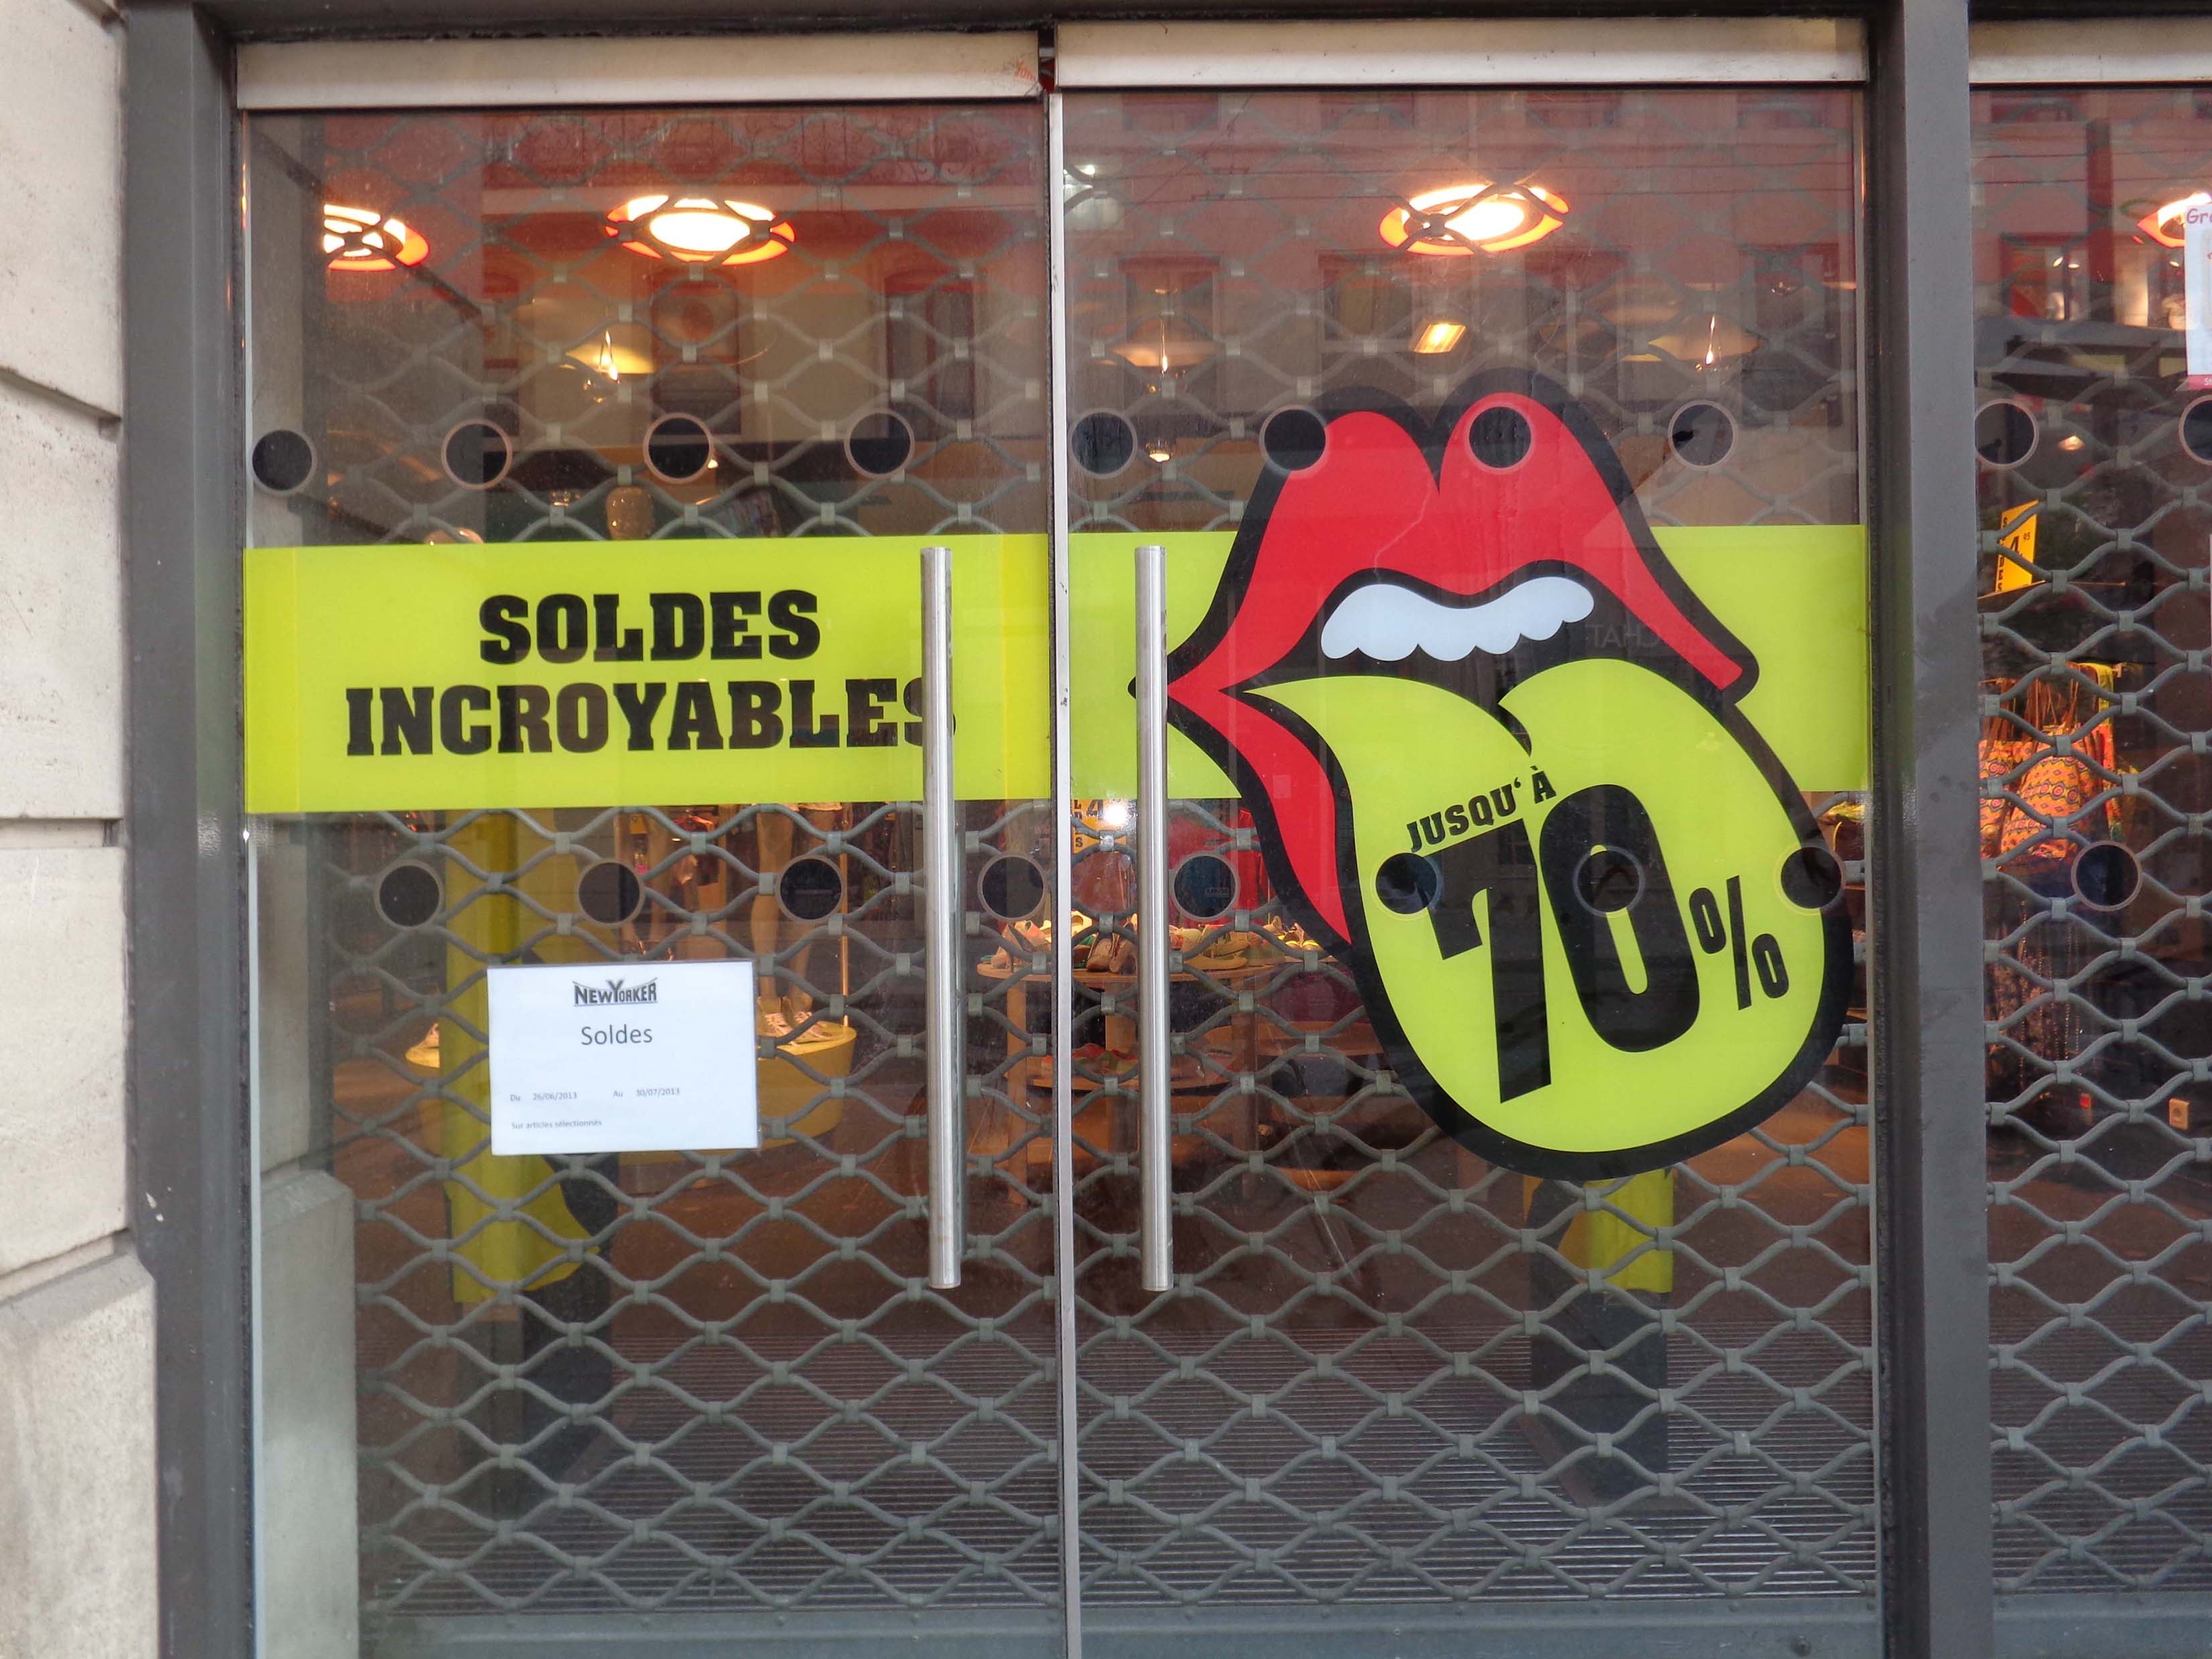 SOLDES
INCROYABLES
JUSQU'À
70%
NEWYORKER
Soldes
Du 26/06/2013 Au 30/07/2013
Sur articles sélectionnés